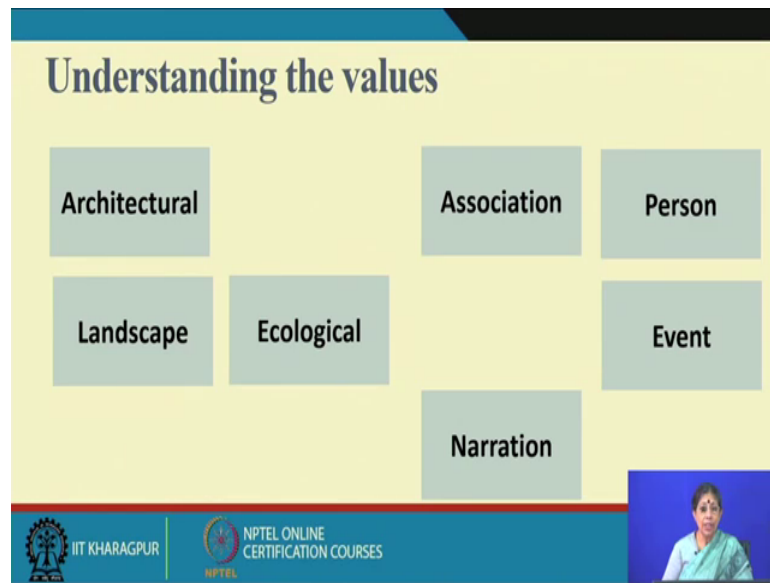 Understanding the values
Architectural
Association
Person
Landscape
Ecological
Event
Narration
IIT KHARAGPUR
NPTEL
NPTEL ONLINE
CERTIFICATION COURSES